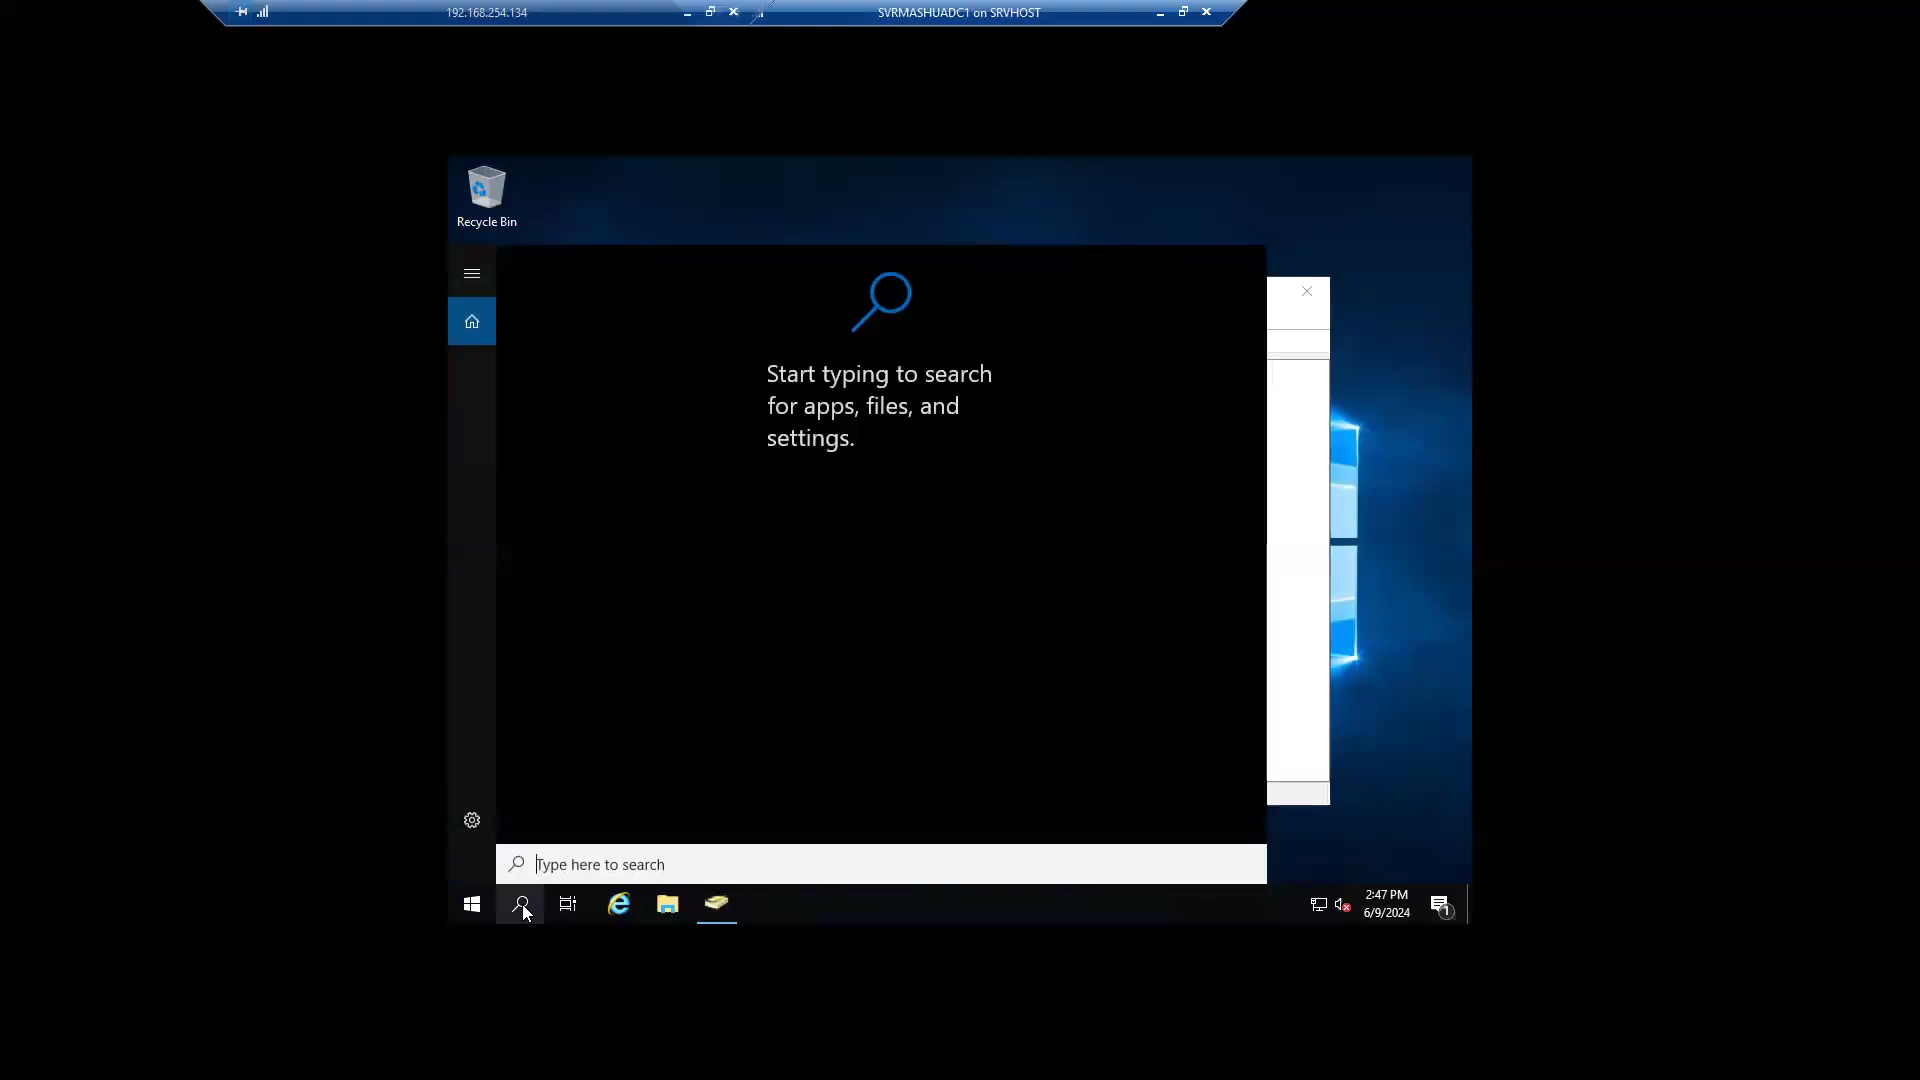 192.168.254.134
SVRMASHUADC1 on SRVHOST
Recycle Bin
Start typing to search
for apps, files, and
settings.
Type here to search
2:47 PM
6/9/2024
1